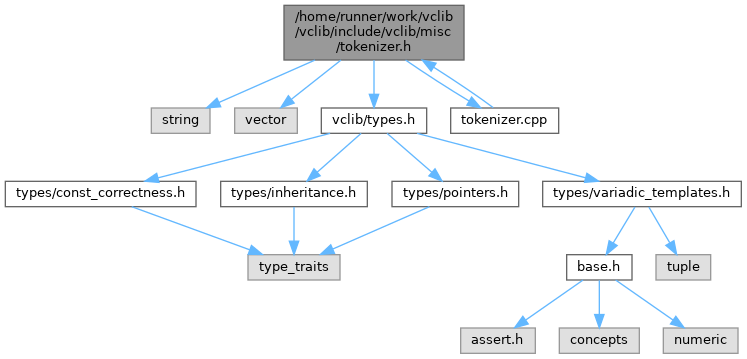 /home/runner/work/vclib
/vclib/include/vclib/misc
/tokenizer.h
string
vector
vclib/types.h
tokenizer.cpp
types/const_correctness.h
types/inheritance.h
types/pointers.h
types/variadic_templates.h
type_traits
base.h
tuple
assert.h
concepts
numeric